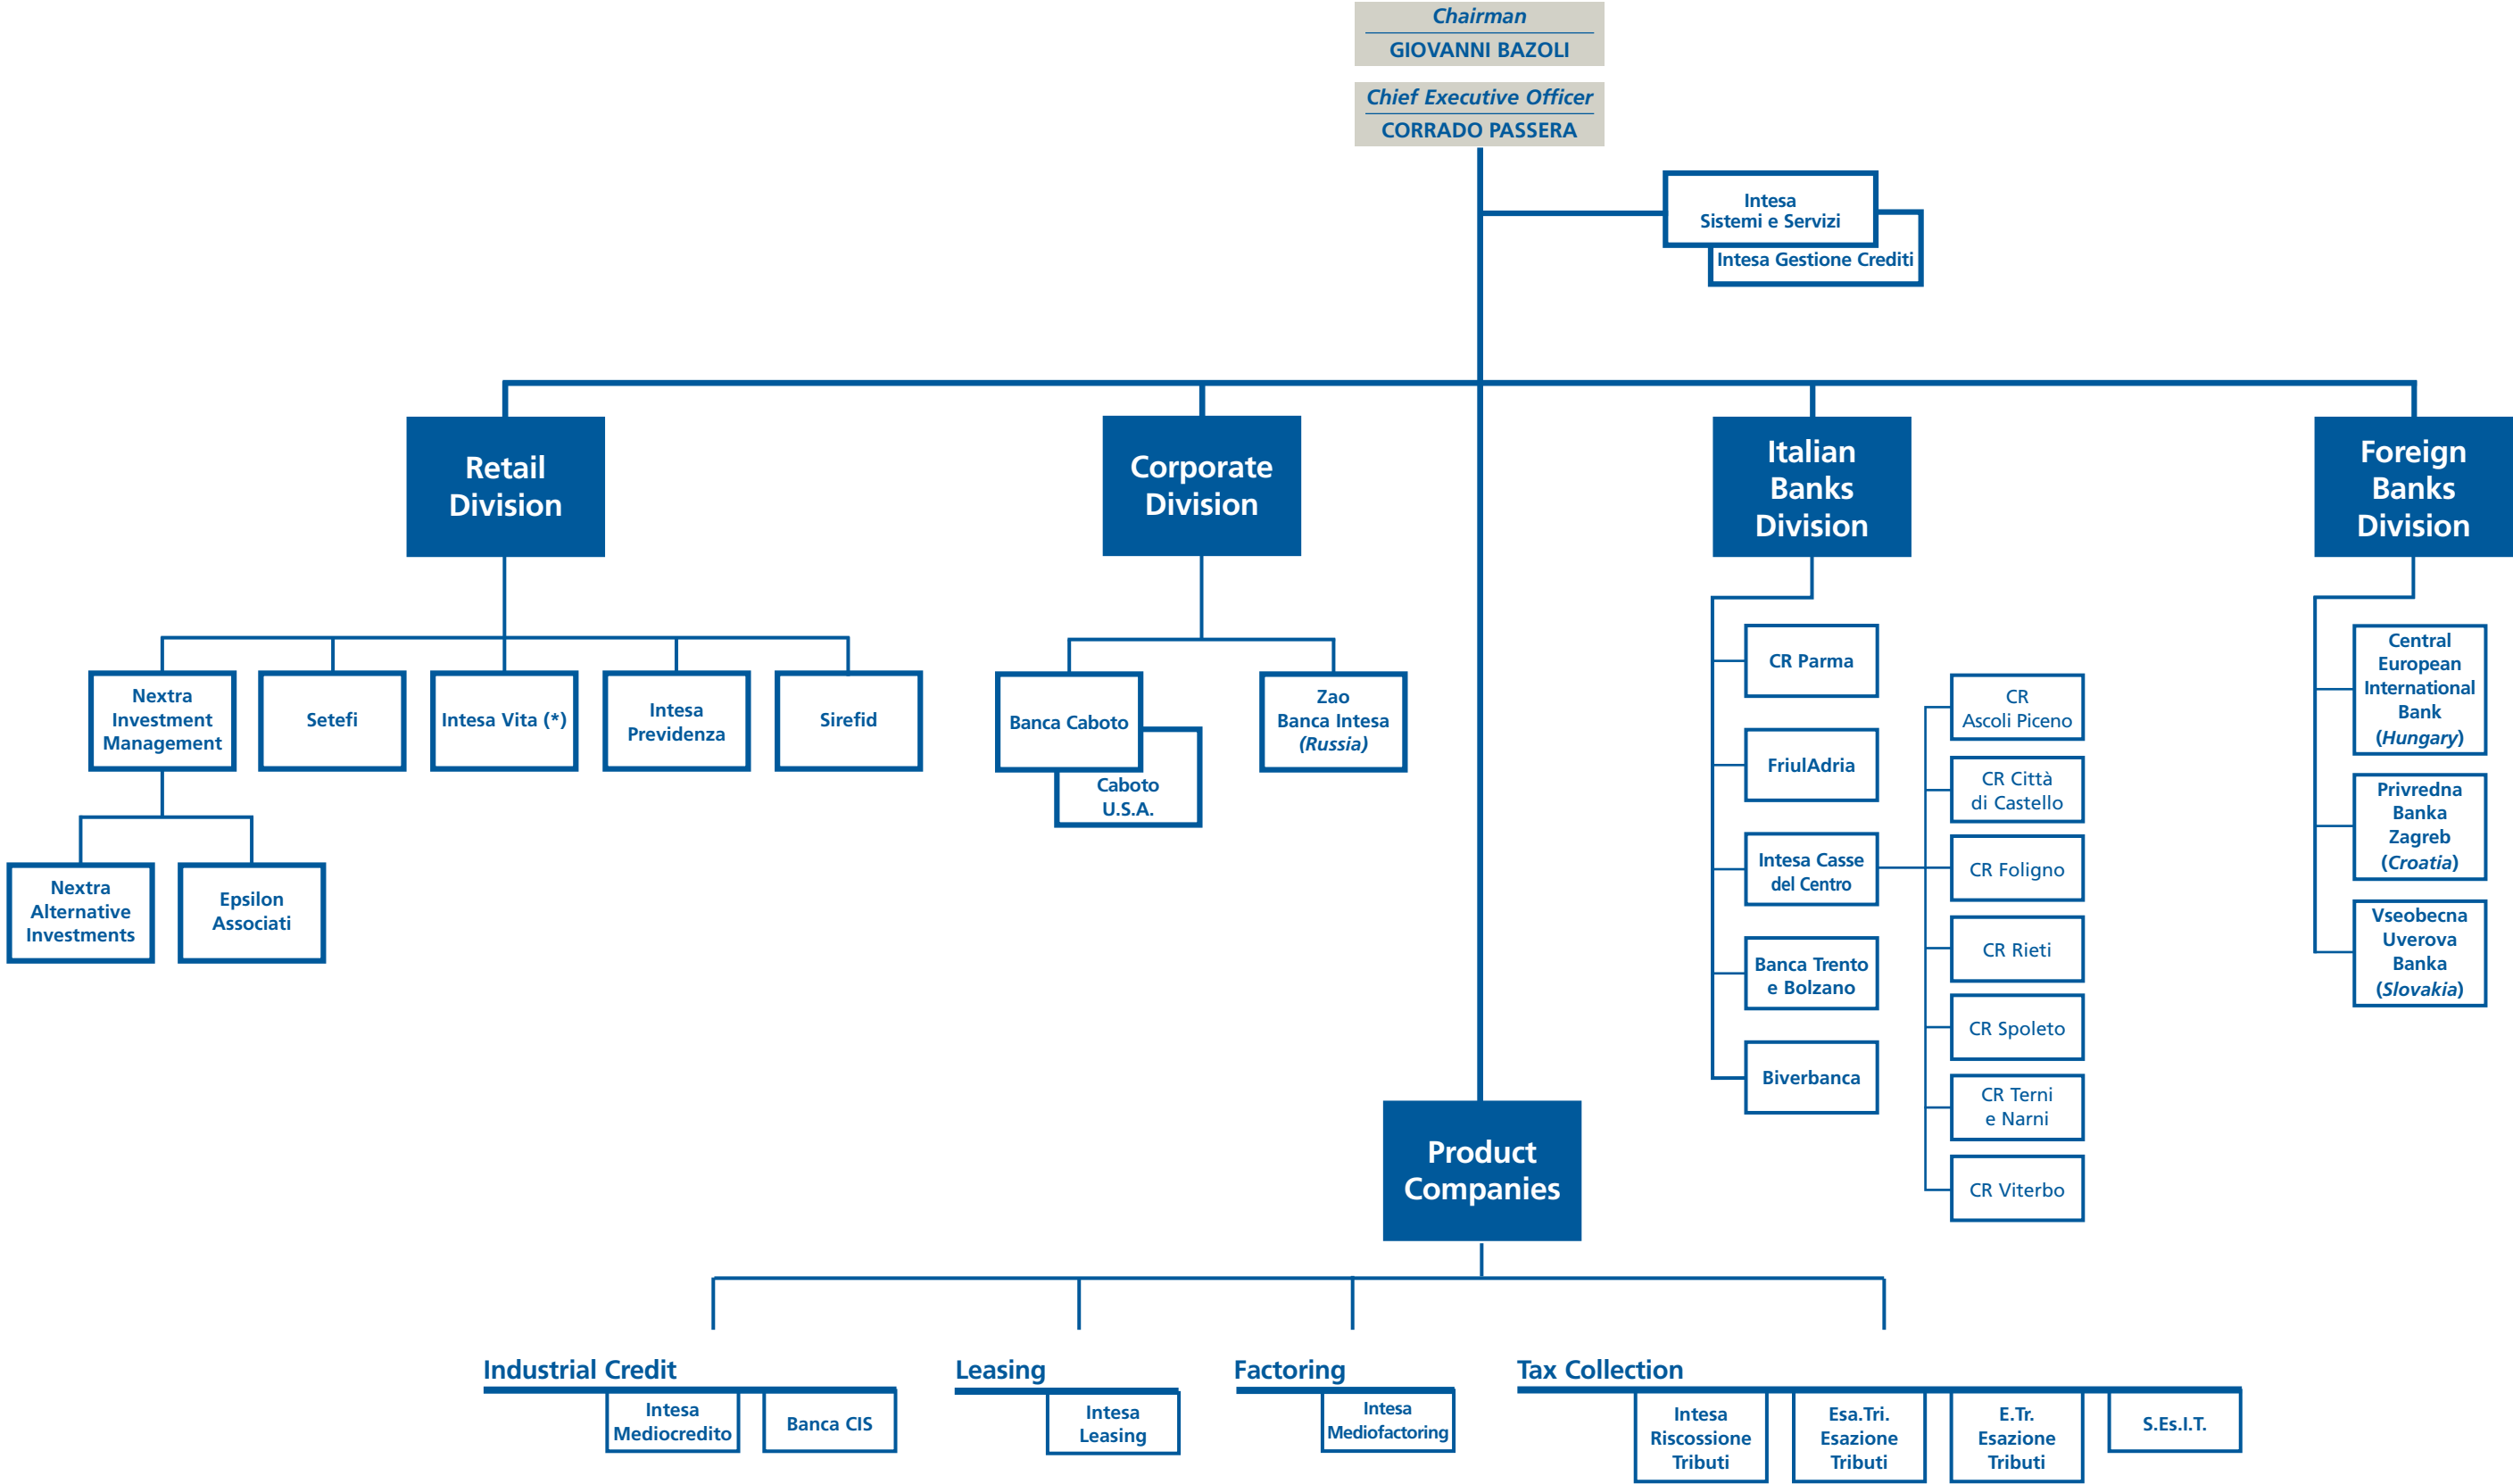 Chairman
GIOVANNI BAZOLI
Chief Executive Officer
CORRADO PASSERA
Intesa
Sistemi e Servizi
Intesa Gestione Crediti
Retail
Division
Corporate
Division
Italian
Banks
Division
Foreign
Banks
Division
Nextra
Investment
Management
Setefi
Intesa Vita (*)
Intesa
Previdenza
Sirefid
Nextra
Alternative
Investments
Epsilon
Associati
Banca Caboto
Caboto
U.S.A.
Zao
Banca Intesa
(Russia)
CR Parma
FriulAdria
Intesa Casse
del Centro
Banca Trento
e Bolzano
Biverbanca
CR
Ascoli Piceno
CR Città
di Castello
CR Foligno
CR Rieti
CR Spoleto
CR Terni
e Narni
CR Viterbo
Central
European
International
Bank
(Hungary)
Privredna
Banka
Zagreb
(Croatia)
Vseobecna
Uverova
Banka
(Slovakia)
Product
Companies
Industrial Credit
Intesa
Mediocredito
Banca CIS
Leasing
Intesa
Leasing
Factoring
Intesa
Mediofactoring
Tax Collection
Intesa
Riscossione
Tributi
Esa.Tri.
Esazione
Tributi
E.Tr.
Esazione
Tributi
S.Es.I.T.